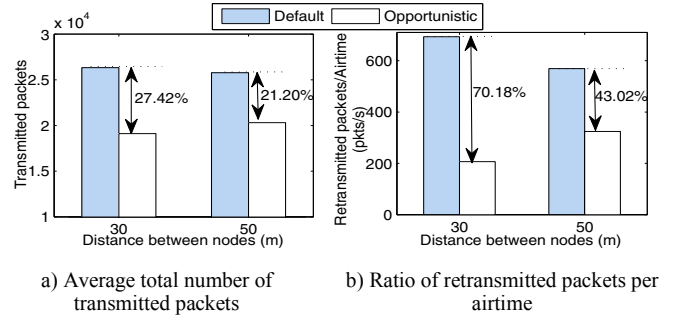 Default Opportunistic
x 10⁴
3
2.5
2
1.5
1
27.42%
21.20%
30 50
Transmitted packets
Distance between nodes (m)
a) Average total number of
transmitted packets
600
400
200
0
70.18%
43.02%
30 50
Retransmitted packets/Airtime
(pkts/s)
Distance between nodes (m)
b) Ratio of retransmitted packets per
airtime